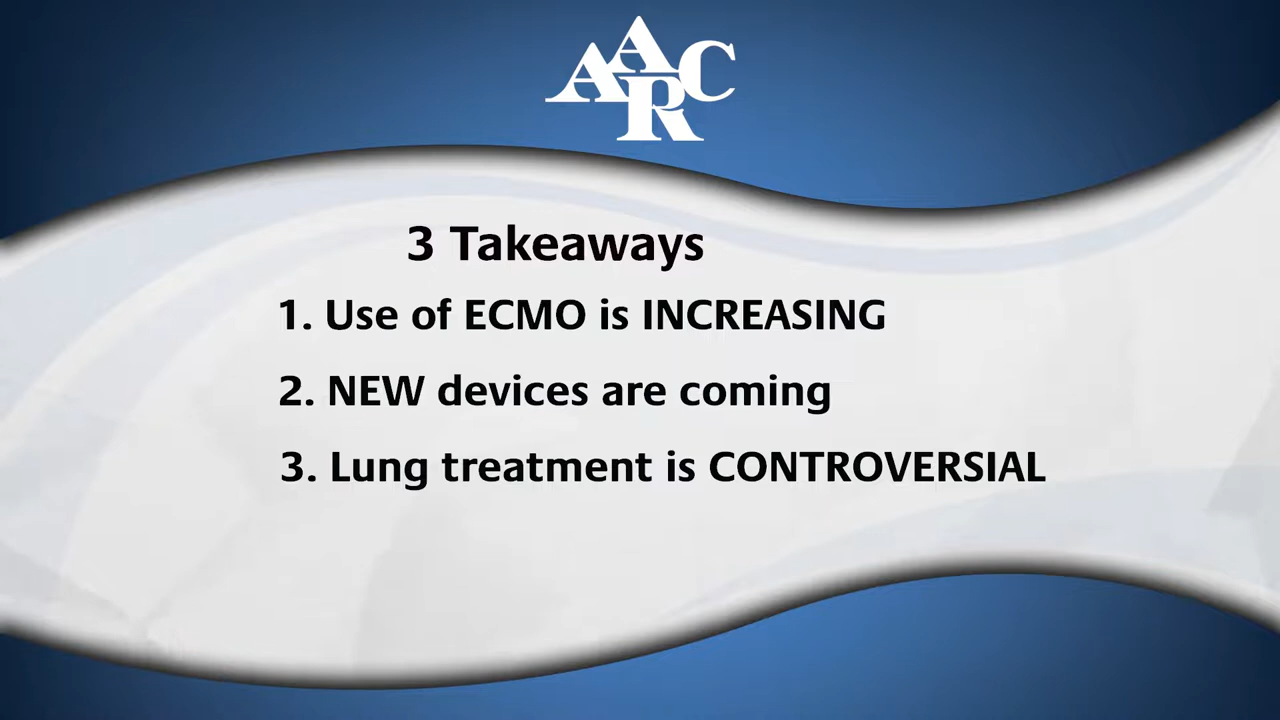 AARC
3 Takeaways
1. Use of ECMO is INCREASING
2. NEW devices are coming
3. Lung treatment is CONTROVERSIAL